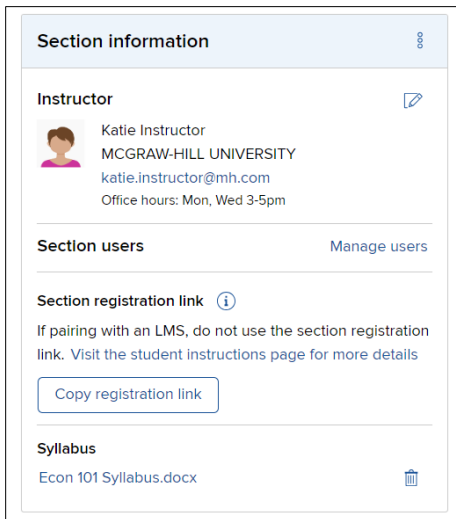 Section information
Instructor
Katie Instructor
MCGRAW-HILL UNIVERSITY
katie.instructor@mh.com
Office hours: Mon, Wed 3-5pm
Section users Manage users
Section registration link
If pairing with an LMS, do not use the section registration
link. Visit the student instructions page for more details
Copy registration link
Syllabus
Econ 101 Syllabus.docx